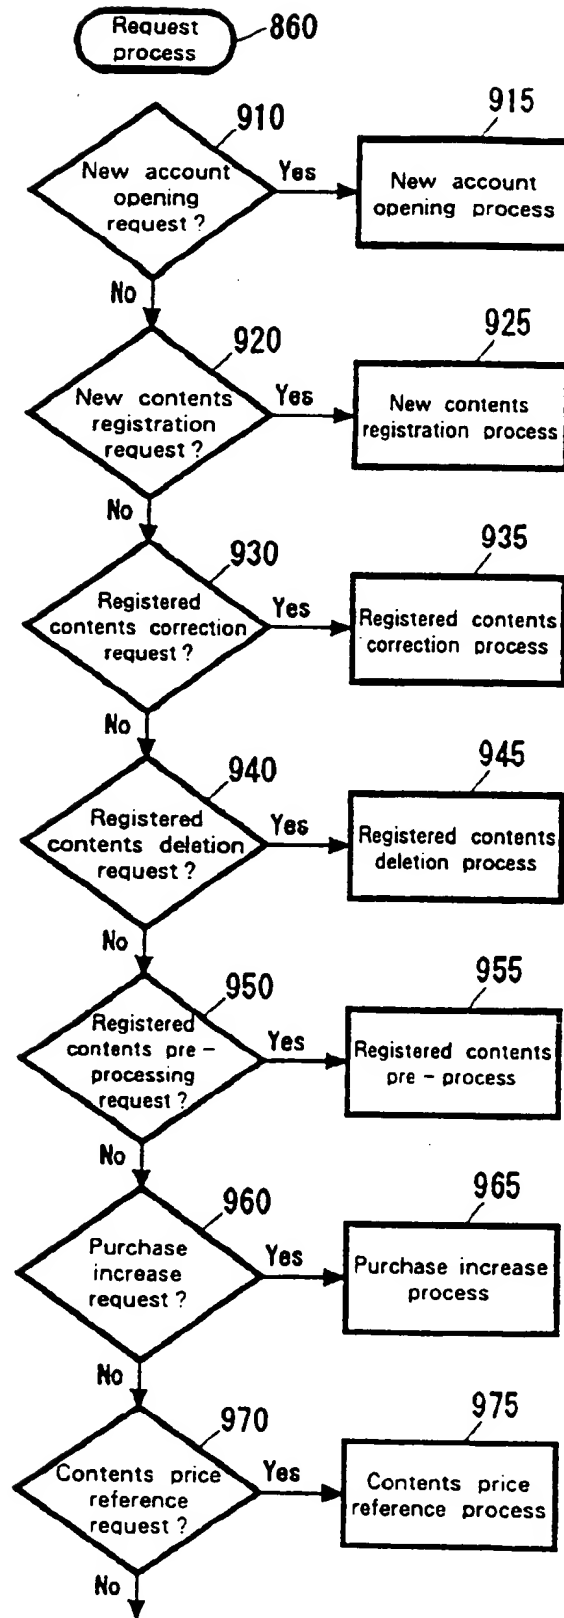 Request
process
860
910
New account
opening
request ?
Yes
915
New account
opening process
No
920
New contents
registration
request ?
Yes
925
New contents
registration process
No
930
Registered
contents correction
request ?
Yes
935
Registered contents
correction process
No
940
Registered
contents deletion
request ?
Yes
945
Registered contents
deletion process
No
950
Registered
contents pre -
processing
request ?
Yes
955
Registered contents
pre - process
No
960
Purchase
increase
request ?
Yes
965
Purchase increase
process
No
970
Contents price
reference
request ?
Yes
975
Contents price
reference process
No